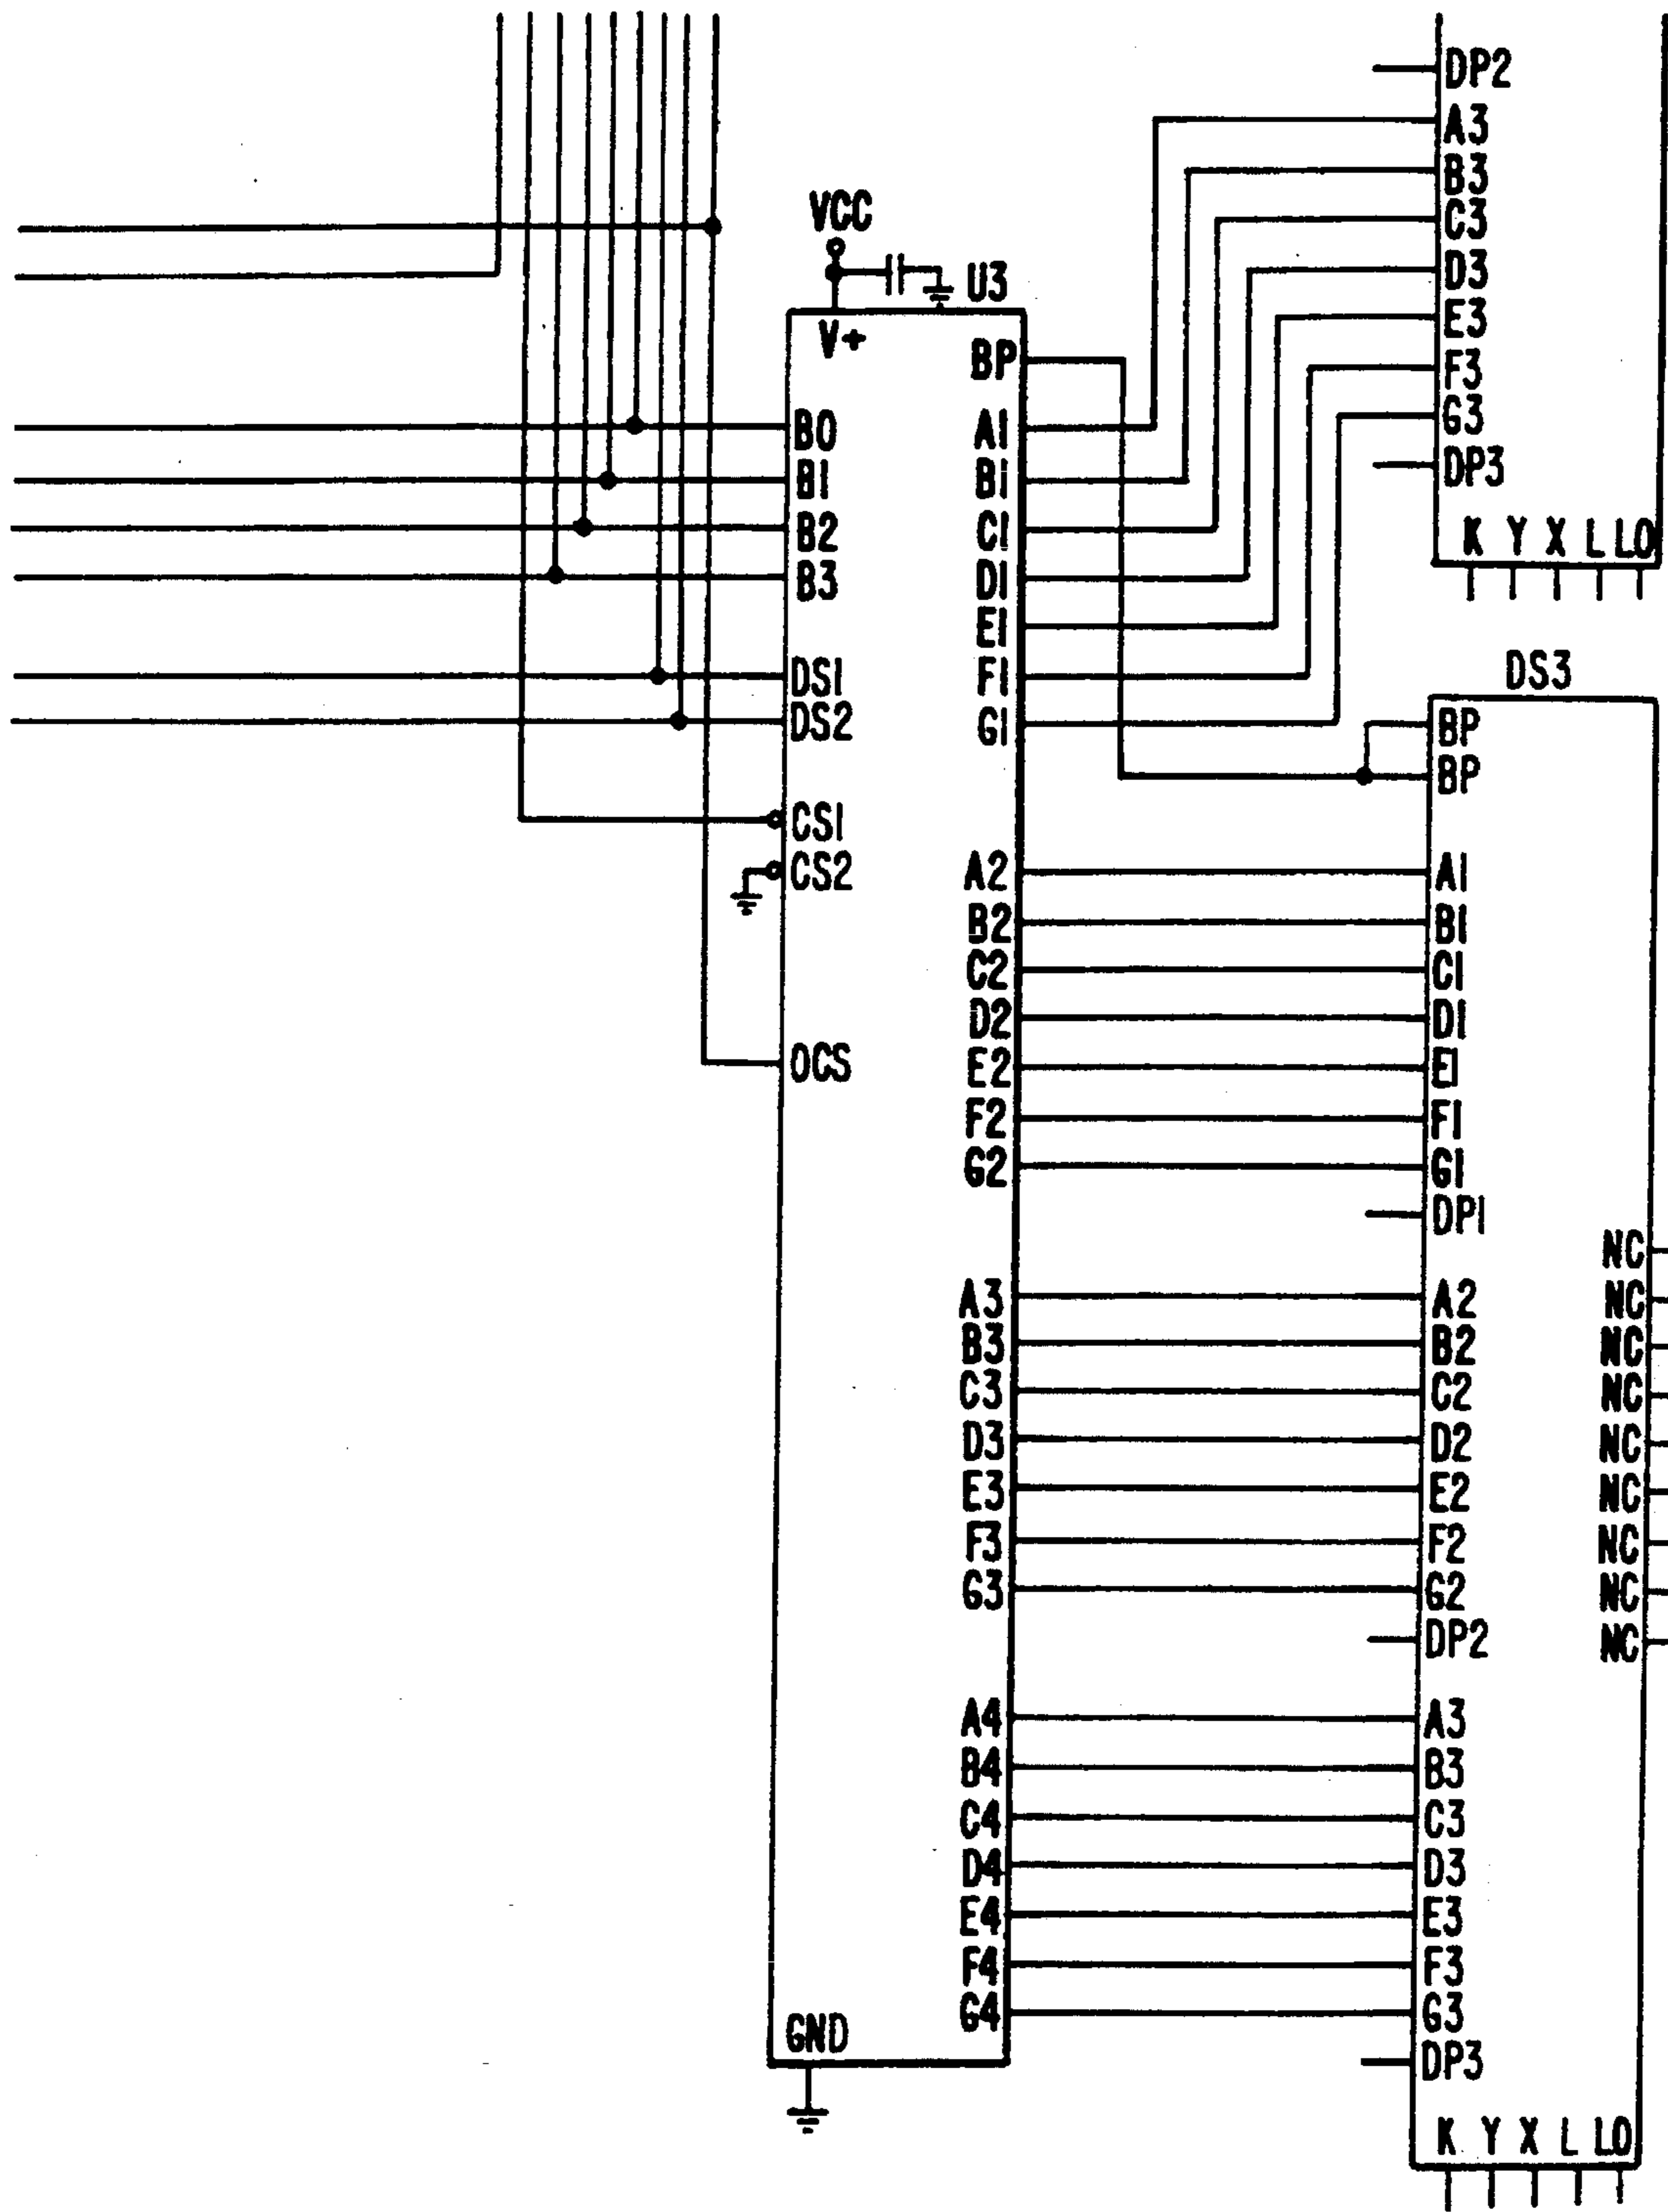 DP2
A3
B3
C3
D3
E3
F3
G3
DP3
K Y X L LO
VCC
U3
V+
B0
B1
B2
B3
DS1
DS2
CS1
CS2
OCS
GND
BP
A1
B1
C1
D1
E1
F1
G1
A2
B2
C2
D2
E2
F2
G2
A3
B3
C3
D3
E3
F3
G3
A4
B4
C4
D4
E4
F4
G4
DS3
BP
BP
A1
B1
C1
D1
E1
F1
G1
DP1
A2
B2
C2
D2
E2
F2
G2
DP2
A3
B3
C3
D3
E3
F3
G3
DP3
NC
NC
NC
NC
NC
NC
NC
NC
NC
K Y X L LO